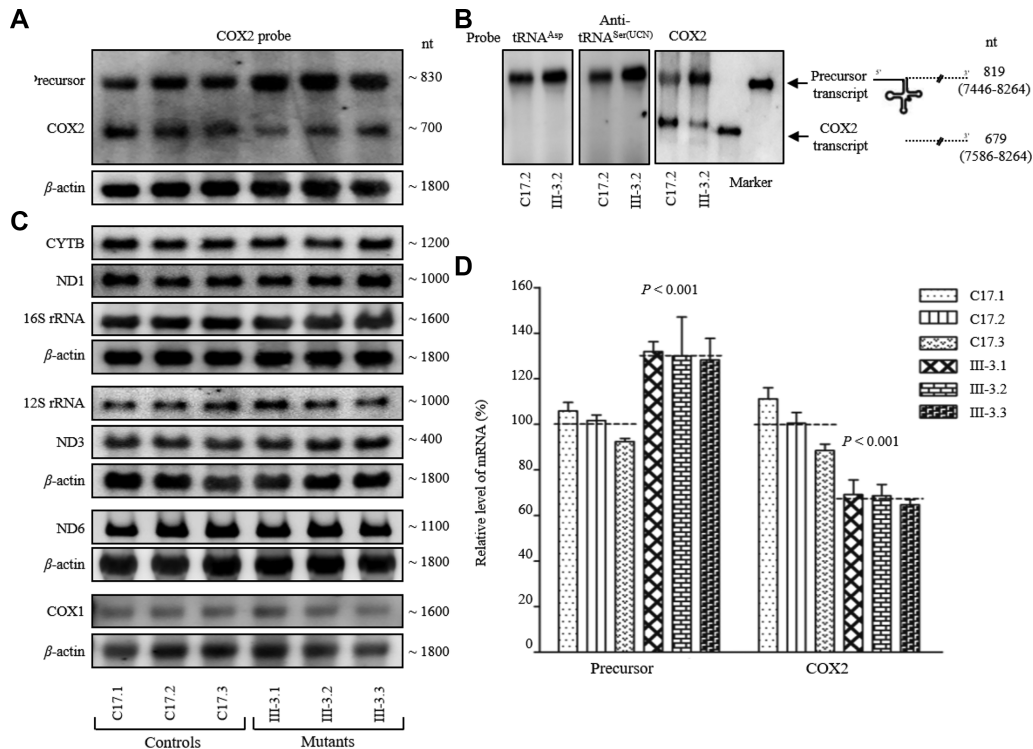 A
COX2 probe
nt
Precursor
~ 830
COX2
~ 700
β-actin
~ 1800
B
Probe
tRNA^Asp
Anti-
tRNA^Ser(UCN)
COX2
C17.2
III-3.2
C17.2
III-3.2
C17.2
III-3.2
Marker
Precursor
transcript
COX2
transcript
5'
3'
3'
nt
819
(7446-8264)
679
(7586-8264)
C
CYTB
~ 1200
ND1
~ 1000
16S rRNA
~ 1600
β-actin
~ 1800
12S rRNA
~ 1000
ND3
~ 400
β-actin
~ 1800
ND6
~ 1100
β-actin
~ 1800
COX1
~ 1600
β-actin
~ 1800
C17.1
C17.2
C17.3
III-3.1
III-3.2
III-3.3
Controls
Mutants
D
Relative level of mRNA (%)
160
140
120
100
80
60
40
20
0
P < 0.001
P < 0.001
Precursor
COX2
C17.1
C17.2
C17.3
III-3.1
III-3.2
III-3.3